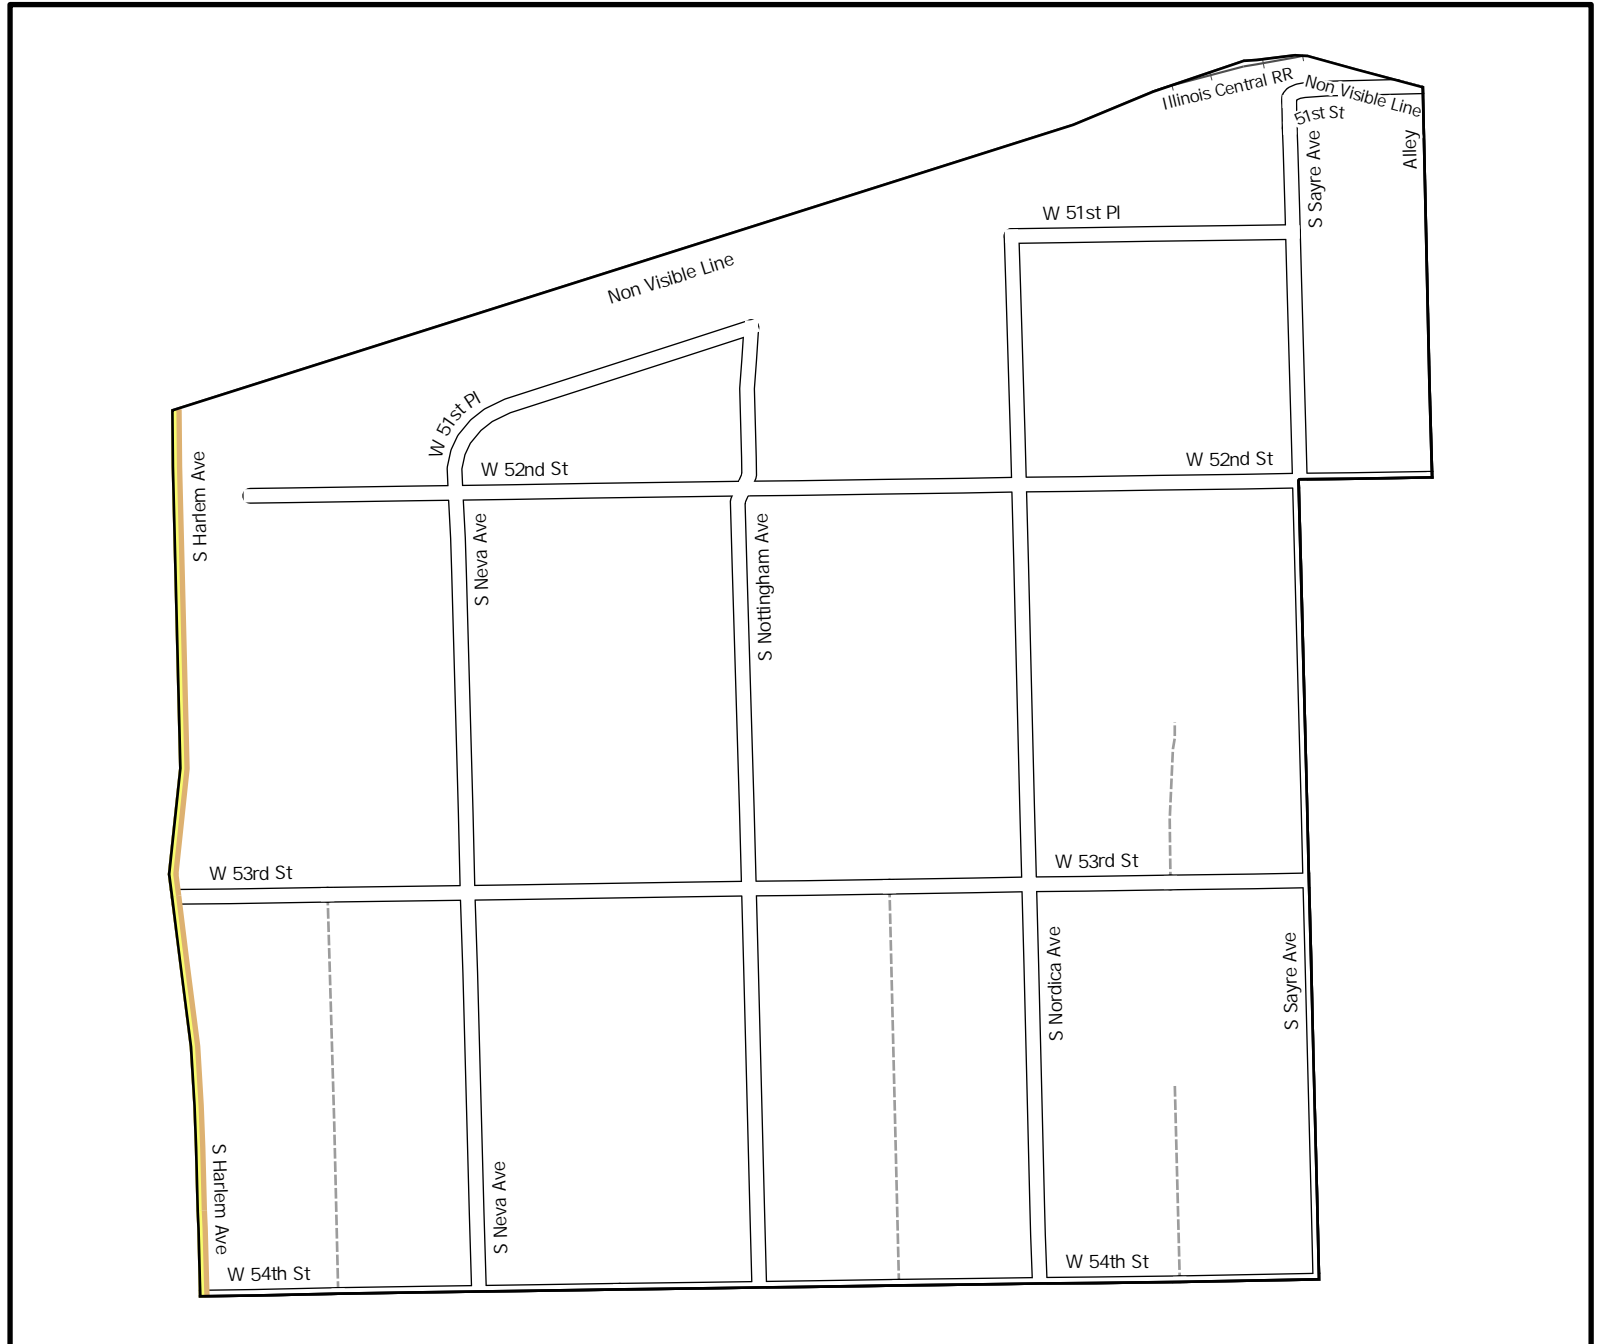 Illinois Central RR
Non Visible Line
51st St
Alley
S Sayre Ave
W 51st Pl
Non Visible Line
W 51st Pl
W 52nd St
W 52nd St
S Harlem Ave
S Neva Ave
S Nottingham Ave
W 53rd St
W 53rd St
S Nordica Ave
S Sayre Ave
S Harlem Ave
S Neva Ave
W 54th St
W 54th St